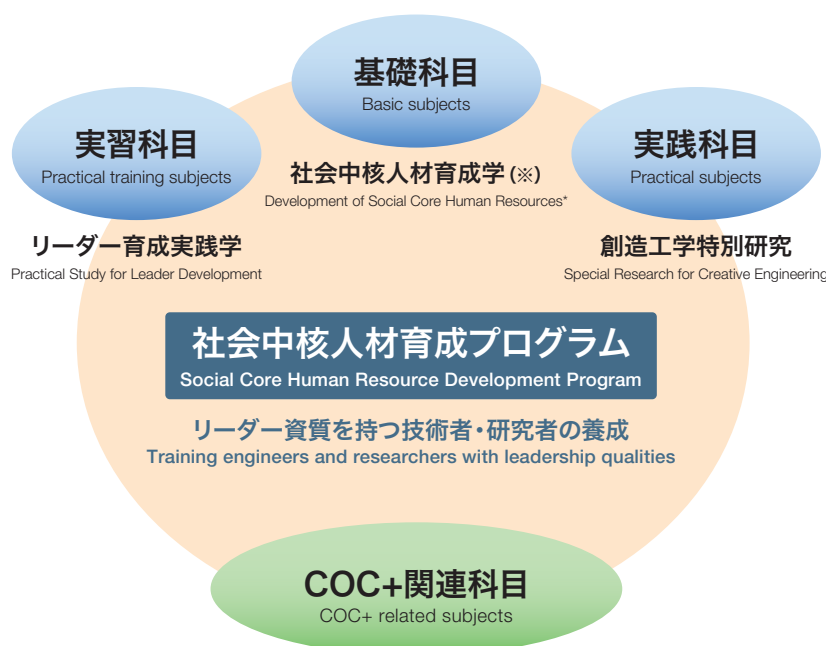 基礎科目
Basic subjects
実習科目
Practical training subjects
実践科目
Practical subjects
社会中核人材育成学(※)
Development of Social Core Human Resources*
リーダー育成実践学
Practical Study for Leader Development
創造工学特別研究
Special Research for Creative Engineering
社会中核人材育成プログラム
Social Core Human Resource Development Program
リーダー資質を持つ技術者・研究者の養成
Training engineers and researchers with leadership qualities
COC+関連科目
COC+ related subjects